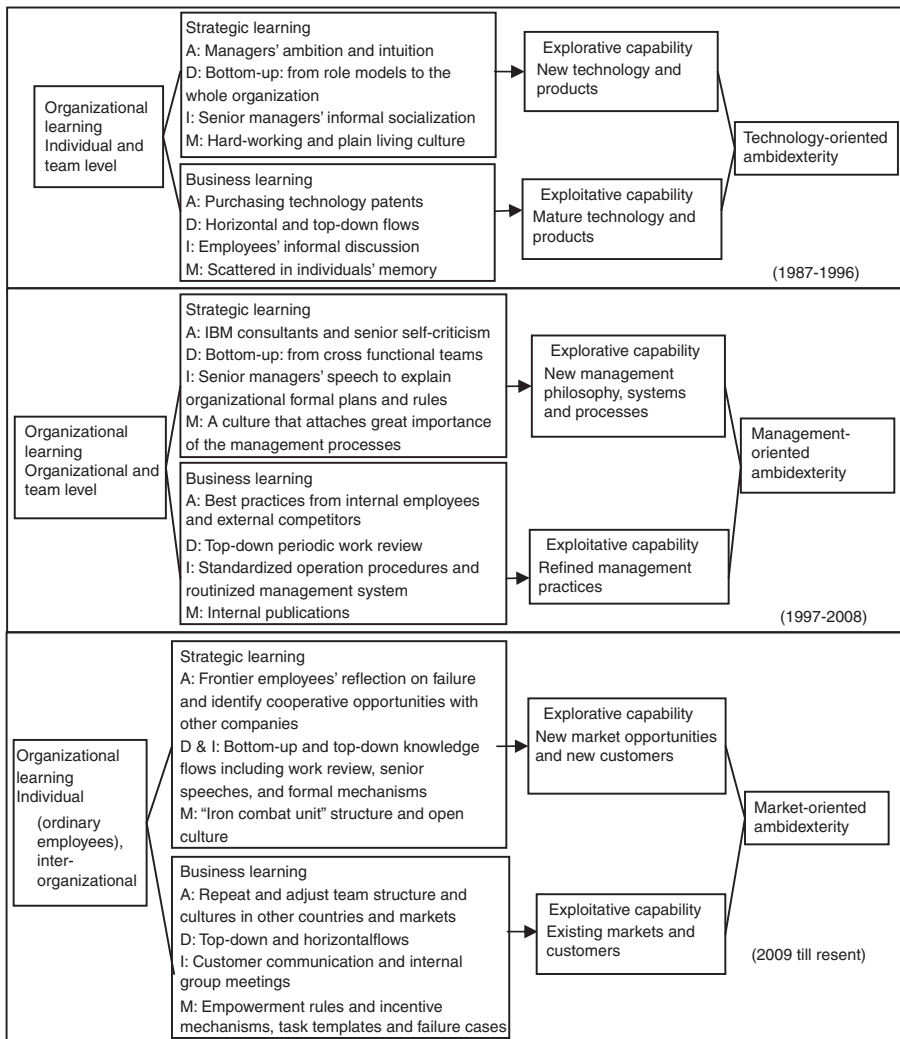 Organizational
learning
Individual and
team level
Strategic learning
A: Managers' ambition and intuition
D: Bottom-up: from role models to the
whole organization
I: Senior managers' informal socialization
M: Hard-working and plain living culture
Business learning
A: Purchasing technology patents
D: Horizontal and top-down flows
I: Employees' informal discussion
M: Scattered in individuals' memory
Explorative capability
New technology and
products
Exploitative capability
Mature technology and
products
Technology-oriented
ambidexterity
(1987-1996)
Organizational
learning
Organizational and
team level
Strategic learning
A: IBM consultants and senior self-criticism
D: Bottom-up: from cross functional teams
I: Senior managers' speech to explain
organizational formal plans and rules
M: A culture that attaches great importance
of the management processes
Business learning
A: Best practices from internal employees
and external competitors
D: Top-down periodic work review
I: Standardized operation procedures and
routinized management system
M: Internal publications
Explorative capability
New management
philosophy, systems
and processes
Exploitative capability
Refined management
practices
Management-
oriented
ambidexterity
(1997-2008)
Organizational
learning
Individual
(ordinary
employees),
inter-
organizational
Strategic learning
A: Frontier employees' reflection on failure
and identify cooperative opportunities with
other companies
D & I: Bottom-up and top-down knowledge
flows including work review, senior
speeches, and formal mechanisms
M: "Iron combat unit" structure and open
culture
Business learning
A: Repeat and adjust team structure and
cultures in other countries and markets
D: Top-down and horizontalflows
I: Customer communication and internal
group meetings
M: Empowerment rules and incentive
mechanisms, task templates and failure cases
Explorative capability
New market opportunities
and new customers
Exploitative capability
Existing markets and
customers
Market-oriented
ambidexterity
(2009 till resent)